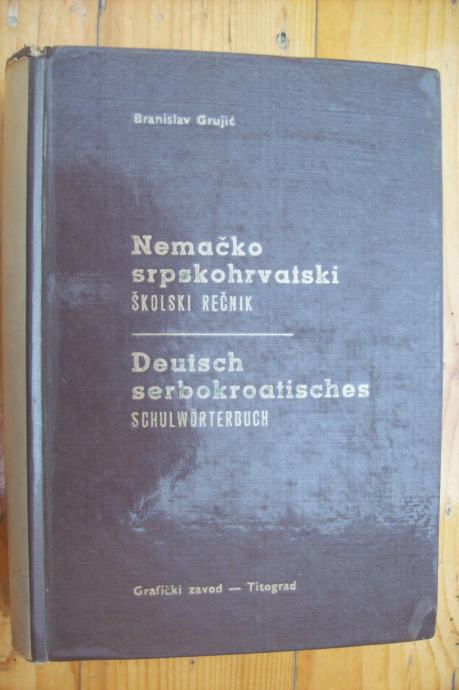 Branislav Grujić
Nemačko
srpskohrvatski
ŠKOLSKI REČNIK
Deutsch
serbokroatisches
SCHULWÖRTERBUCH
Grafički zavod — Titograd